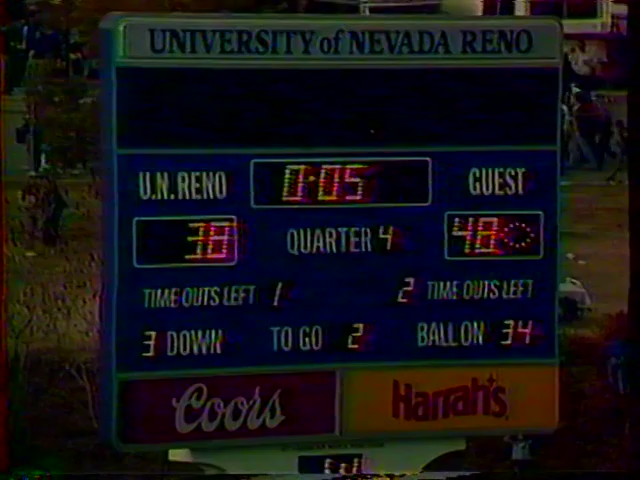 UNIVERSITY of NEVADA RENO
U.N. RENO 0:05 GUEST
38 QUARTER 4 48
TIME OUTS LEFT 1 2 TIME OUTS LEFT
3 DOWN TO GO 2 BALL ON 34
Coors Harrah's